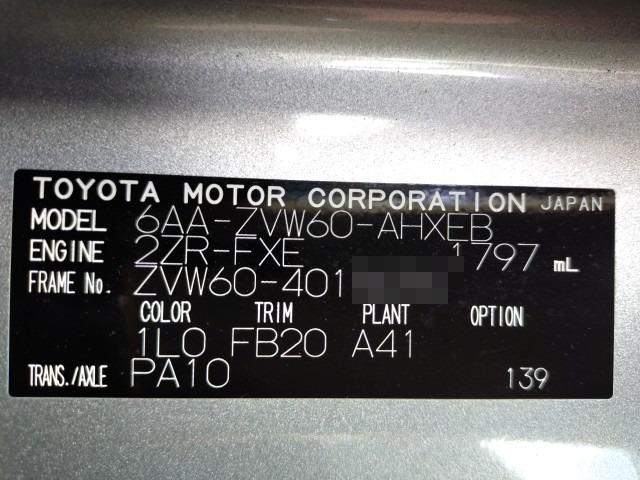 TOYOTA MOTOR CORPORATION JAPAN
MODEL 6AA-ZVW60-AHXEB
ENGINE 2ZR-FXE 1797 mL
FRAME No. ZVW60-401
COLOR TRIM PLANT OPTION
1L0 FB20 A41
TRANS./AXLE PA10 139